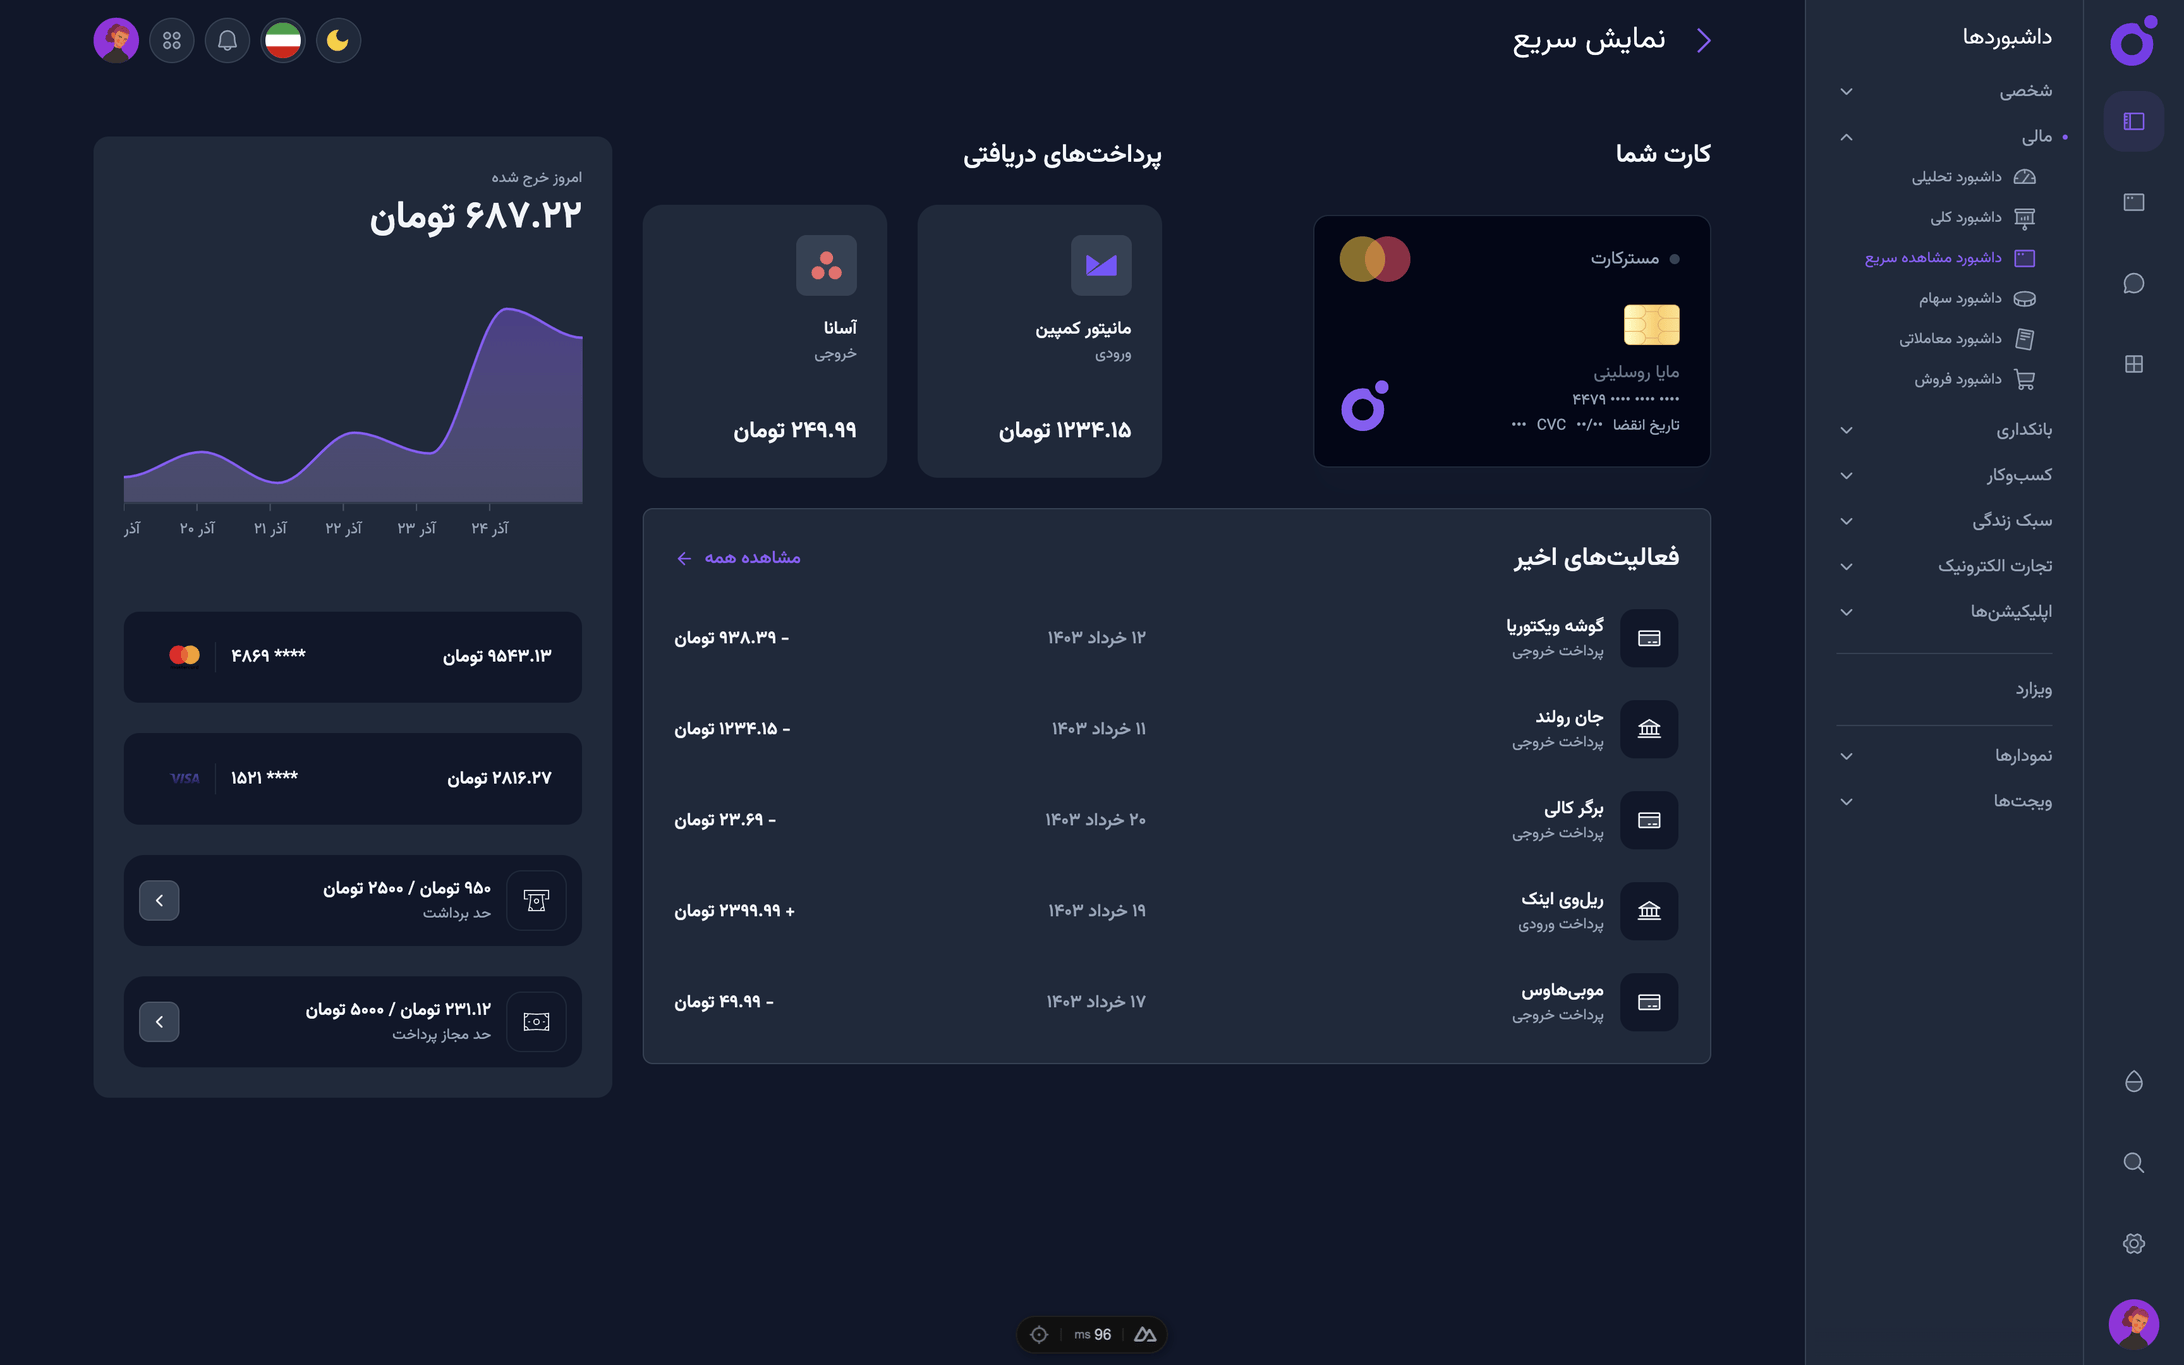 داشبوردها
شخصی
مالی
داشبورد تحلیلی
داشبورد کلی
داشبورد مشاهده سریع
داشبورد سهام
داشبورد معاملاتی
داشبورد فروش
بانکداری
کسب‌وکار
سبک زندگی
تجارت الکترونیک
اپلیکیشن‌ها
ویزارد
نمودارها
ویجت‌ها
نمایش سریع
کارت شما
مسترکارت
مایا روسلینی
•••• •••• •••• ۴۴۷۹
تاریخ انقضا ••/•• CVC •••
پرداخت‌های دریافتی
مانیتور کمپین
ورودی
۱۲۳۴.۱۵ تومان
آسانا
خروجی
۲۴۹.۹۹ تومان
فعالیت‌های اخیر
مشاهده همه
گوشه ویکتوریا
پرداخت خروجی
۱۲ خرداد ۱۴۰۳
- ۹۳۸.۳۹ تومان
جان رولند
پرداخت خروجی
۱۱ خرداد ۱۴۰۳
- ۱۲۳۴.۱۵ تومان
برگر کالی
پرداخت خروجی
۲۰ خرداد ۱۴۰۳
- ۲۳.۶۹ تومان
ریل‌وی اینک
پرداخت ورودی
۱۹ خرداد ۱۴۰۳
+ ۲۳۹۹.۹۹ تومان
موبی‌هاوس
پرداخت خروجی
۱۷ خرداد ۱۴۰۳
- ۴۹.۹۹ تومان
امروز خرج شده
۶۸۷.۲۲ تومان
آذر
آذر ۲۰
آذر ۲۱
آذر ۲۲
آذر ۲۳
آذر ۲۴
۹۵۴۳.۱۳ تومان
**** ۴۸۶۹
۲۸۱۶.۲۷ تومان
**** ۱۵۲۱
VISA
۹۵۰ تومان / ۲۵۰۰ تومان
حد برداشت
۲۳۱.۱۲ تومان / ۵۰۰۰ تومان
حد مجاز پرداخت
96 ms